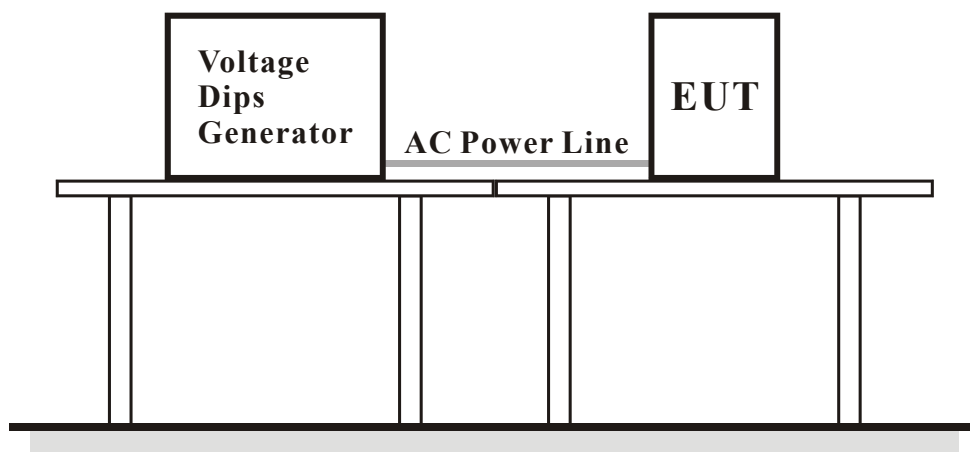 Voltage
Dips
Generator
EUT
AC Power Line